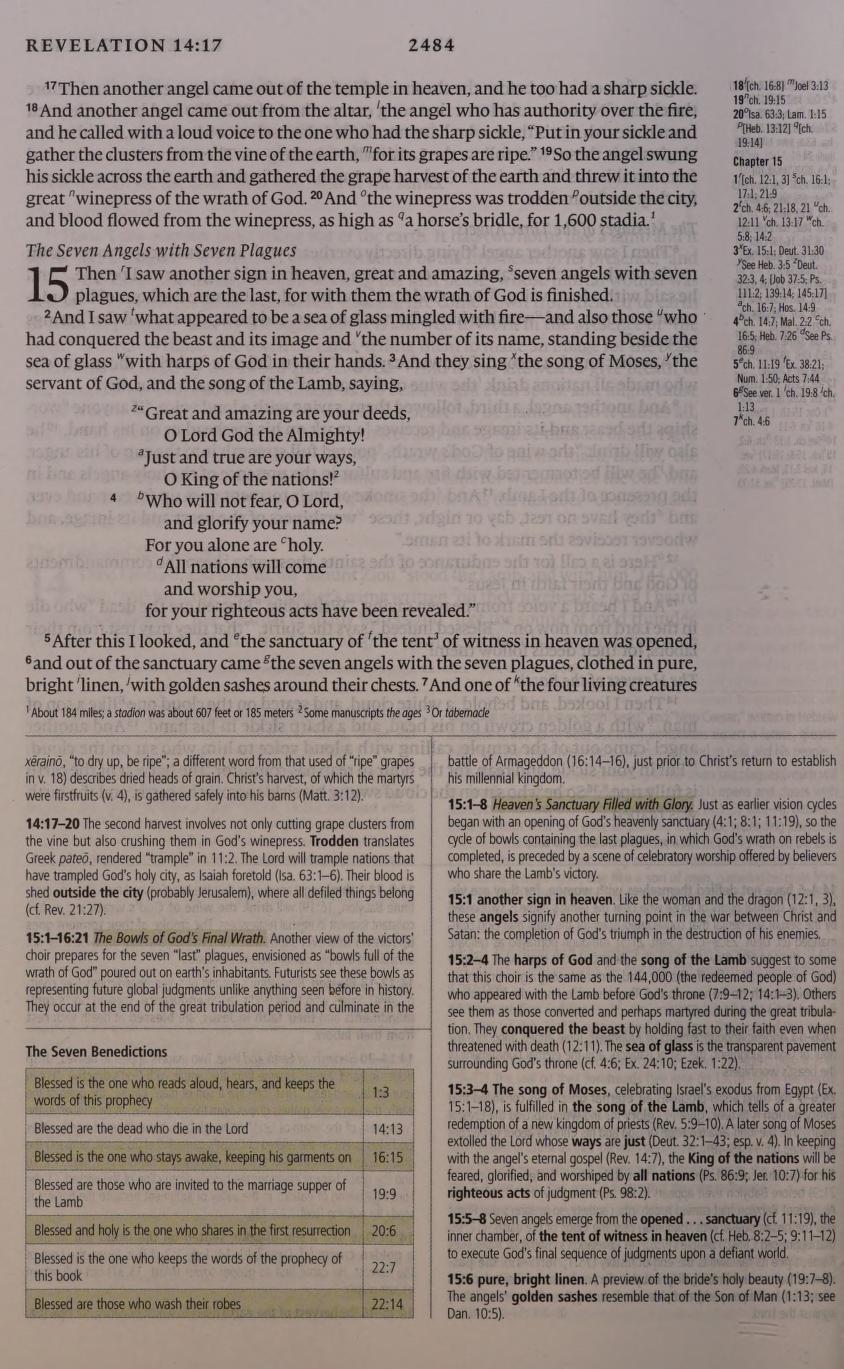 REVELATION 14:17
2484
17 Then another angel came out of the temple in heaven, and he too had a sharp sickle.
18 And another angel came out from the altar, l the angel who has authority over the fire,
and he called with a loud voice to the one who had the sharp sickle, “Put in your sickle and
gather the clusters from the vine of the earth, m for its grapes are ripe.” 19 So the angel swung
his sickle across the earth and gathered the grape harvest of the earth and threw it into the
great n winepress of the wrath of God. 20 And o the winepress was trodden p outside the city,
and blood flowed from the winepress, as high as q a horse’s bridle, for 1,600 stadia.1
The Seven Angels with Seven Plagues
15 Then r I saw another sign in heaven, great and amazing, s seven angels with seven
plagues, which are the last, for with them the wrath of God is finished.
2 And I saw t what appeared to be a sea of glass mingled with fire—and also those u who
had conquered the beast and its image and v the number of its name, standing beside the
sea of glass w with harps of God in their hands. 3 And they sing x the song of Moses, y the
servant of God, and the song of the Lamb, saying,
z “Great and amazing are your deeds,
O Lord God the Almighty!
a Just and true are your ways,
O King of the nations!2
4 b Who will not fear, O Lord,
and glorify your name?
For you alone are c holy.
d All nations will come
and worship you,
for your righteous acts have been revealed.”
5 After this I looked, and e the sanctuary of f the tent3 of witness in heaven was opened,
6 and out of the sanctuary came g the seven angels with the seven plagues, clothed in pure,
bright i linen, j with golden sashes around their chests. 7 And one of k the four living creatures
1 About 184 miles; a stadion was about 607 feet or 185 meters 2 Some manuscripts the ages 3 Or tabernacle
18 l [ch. 16:8] m Joel 3:13
19 n ch. 19:15
20 o Isa. 63:3; Lam. 1:15
p [Heb. 13:12] q [ch.
19:14]
Chapter 15
1 r [ch. 12:1, 3] s ch. 16:1;
17:1; 21:9
2 t ch. 4:6; 21:18, 21 u ch.
12:11 v ch. 13:17 w ch.
5:8; 14:2
3 x Ex. 15:1; Deut. 31:30
y See Heb. 3:5 z Deut.
32:3, 4; [Job 37:5; Ps.
111:2; 139:14; 145:17]
a ch. 16:7; Hos. 14:9
4 b ch. 14:7; Mal. 2:2 c ch.
16:5; Heb. 7:26 d See Ps.
86:9
5 e ch. 11:19 f Ex. 38:21;
Num. 1:50; Acts 7:44
6 g See ver. 1 i ch. 19:8 j ch.
1:13
7 k ch. 4:6
xērainō, “to dry up, be ripe”; a different word from that used of “ripe” grapes
in v. 18) describes dried heads of grain. Christ’s harvest, of which the martyrs
were firstfruits (v. 4), is gathered safely into his barns (Matt. 3:12).
14:17–20 The second harvest involves not only cutting grape clusters from
the vine but also crushing them in God’s winepress. Trodden translates
Greek pateō, rendered “trample” in 11:2. The Lord will trample nations that
have trampled God’s holy city, as Isaiah foretold (Isa. 63:1–6). Their blood is
shed outside the city (probably Jerusalem), where all defiled things belong
(cf. Rev. 21:27).
15:1–16:21 The Bowls of God’s Final Wrath. Another view of the victors’
choir prepares for the seven “last” plagues, envisioned as “bowls full of the
wrath of God” poured out on earth’s inhabitants. Futurists see these bowls as
representing future global judgments unlike anything seen before in history.
They occur at the end of the great tribulation period and culminate in the
The Seven Benedictions
Blessed is the one who reads aloud, hears, and keeps the
words of this prophecy
1:3
Blessed are the dead who die in the Lord
14:13
Blessed is the one who stays awake, keeping his garments on
16:15
Blessed are those who are invited to the marriage supper of
the Lamb
19:9
Blessed and holy is the one who shares in the first resurrection
20:6
Blessed is the one who keeps the words of the prophecy of
this book
22:7
Blessed are those who wash their robes
22:14
battle of Armageddon (16:14–16), just prior to Christ’s return to establish
his millennial kingdom.
15:1–8 Heaven’s Sanctuary Filled with Glory. Just as earlier vision cycles
began with an opening of God’s heavenly sanctuary (4:1; 8:1; 11:19), so the
cycle of bowls containing the last plagues, in which God’s wrath on rebels is
completed, is preceded by a scene of celebratory worship offered by believers
who share the Lamb’s victory.
15:1 another sign in heaven. Like the woman and the dragon (12:1, 3),
these angels signify another turning point in the war between Christ and
Satan: the completion of God’s triumph in the destruction of his enemies.
15:2–4 The harps of God and the song of the Lamb suggest to some
that this choir is the same as the 144,000 (the redeemed people of God)
who appeared with the Lamb before God’s throne (7:9–12; 14:1–3). Others
see them as those converted and perhaps martyred during the great tribula-
tion. They conquered the beast by holding fast to their faith even when
threatened with death (12:11). The sea of glass is the transparent pavement
surrounding God’s throne (cf. 4:6; Ex. 24:10; Ezek. 1:22).
15:3–4 The song of Moses, celebrating Israel’s exodus from Egypt (Ex.
15:1–18), is fulfilled in the song of the Lamb, which tells of a greater
redemption of a new kingdom of priests (Rev. 5:9–10). A later song of Moses
extolled the Lord whose ways are just (Deut. 32:1–43; esp. v. 4). In keeping
with the angel’s eternal gospel (Rev. 14:7), the King of the nations will be
feared, glorified, and worshiped by all nations (Ps. 86:9; Jer. 10:7) for his
righteous acts of judgment (Ps. 98:2).
15:5–8 Seven angels emerge from the opened . . . sanctuary (cf. 11:19), the
inner chamber, of the tent of witness in heaven (cf. Heb. 8:2–5; 9:11–12)
to execute God’s final sequence of judgments upon a defiant world.
15:6 pure, bright linen. A preview of the bride’s holy beauty (19:7–8).
The angels’ golden sashes resemble that of the Son of Man (1:13; see
Dan. 10:5).